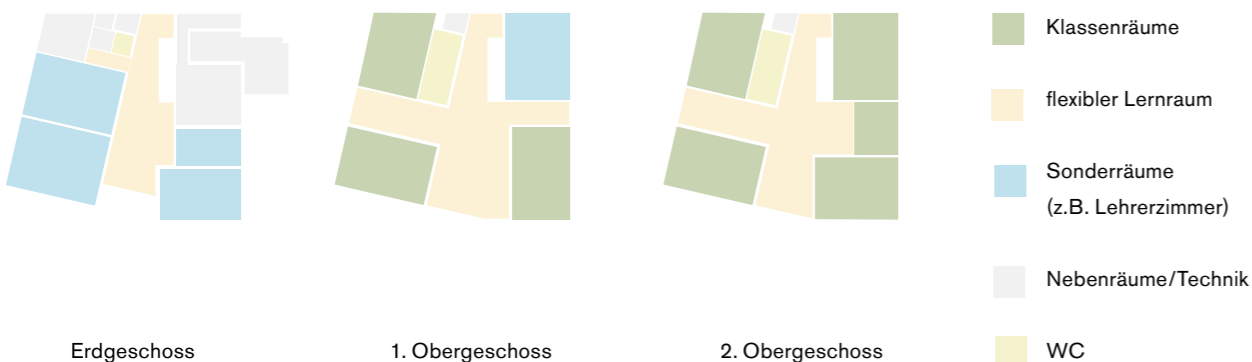 Klassenräume
flexibler Lernraum
Sonderräume
(z.B. Lehrerzimmer)
Nebenräume/Technik
WC
Erdgeschoss
1. Obergeschoss
2. Obergeschoss